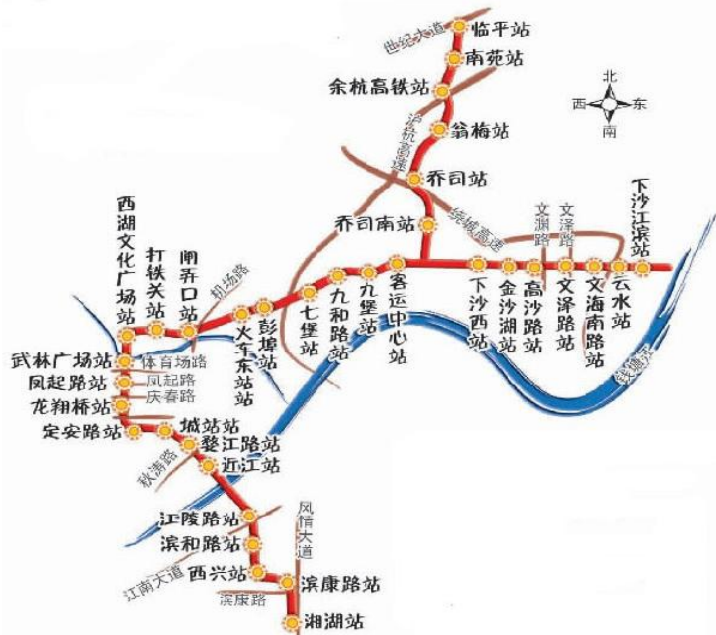 世纪大道
临平站
南苑站
余杭高铁站
沪杭高速
翁梅站
乔司站
乔司南站
绕城高速
北
西
东
南
文渊路
文泽路
下沙江滨站
西湖文化广场站
打铁关站
闸弄口站
机场路
火车东站站
彭埠站
七堡站
九和路站
九堡站
客运中心站
下沙西站
金沙湖站
高沙路站
文泽路站
文海南路站
云水站
钱塘江
武林广场站
体育场路
凤起路站
凤起路
庆春路
龙翔桥站
定安路站
城站站
婺江路站
秋涛路
近江站
江陵路站
风情大道
滨和路站
江南大道
西兴站
滨康路站
滨康路
湘湖站